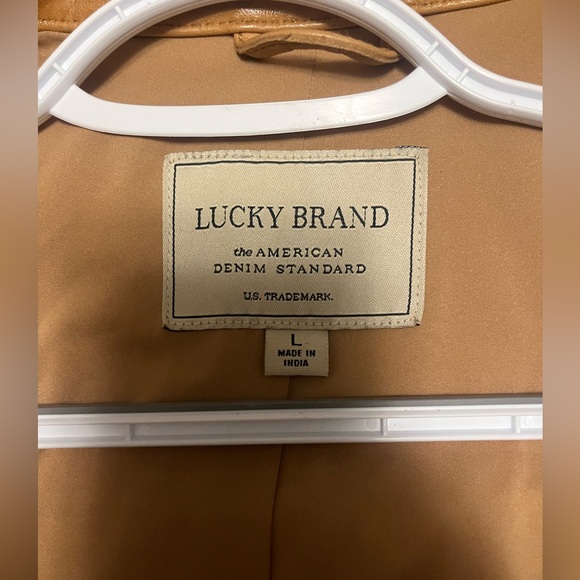 LUCKY BRAND
the AMERICAN
DENIM STANDARD
U.S. TRADEMARK.
L
MADE IN
INDIA